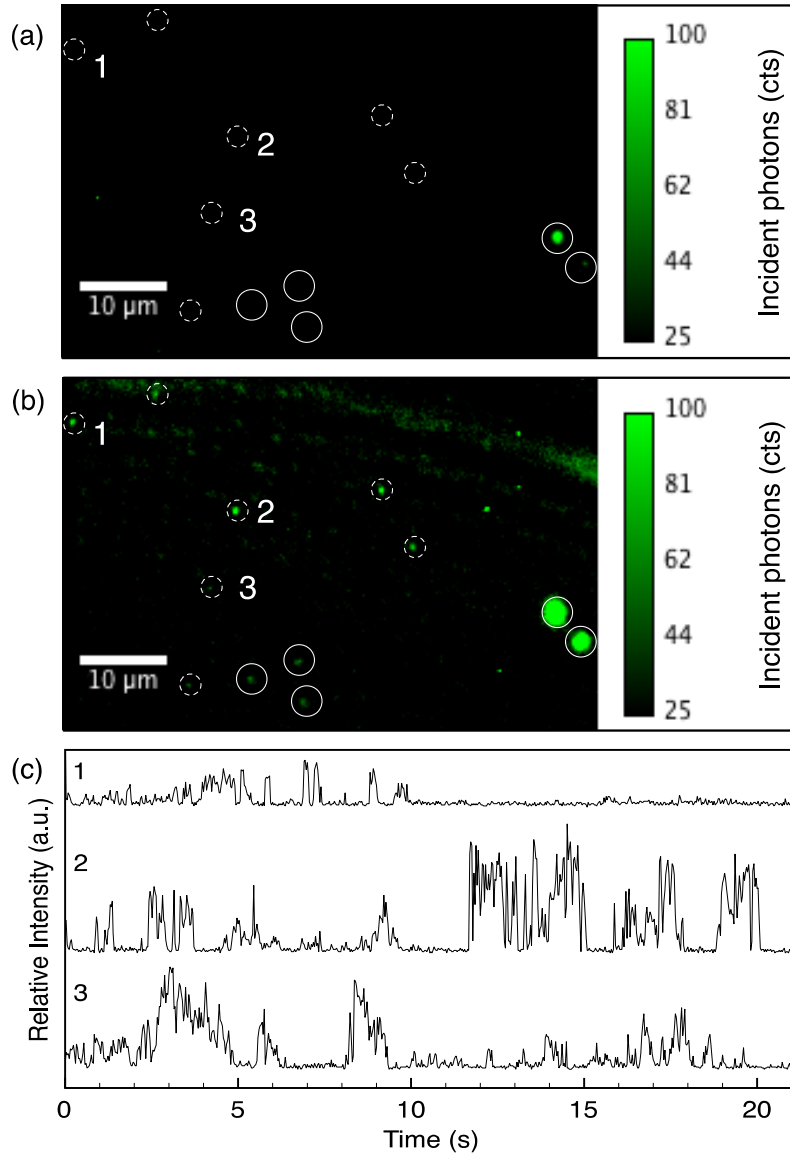 (a)
1
2
3
10 µm
100
81
62
44
25
Incident photons (cts)
(b)
1
2
3
10 µm
100
81
62
44
25
Incident photons (cts)
(c)
1
2
3
Relative Intensity (a.u.)
0 5 10 15 20
Time (s)